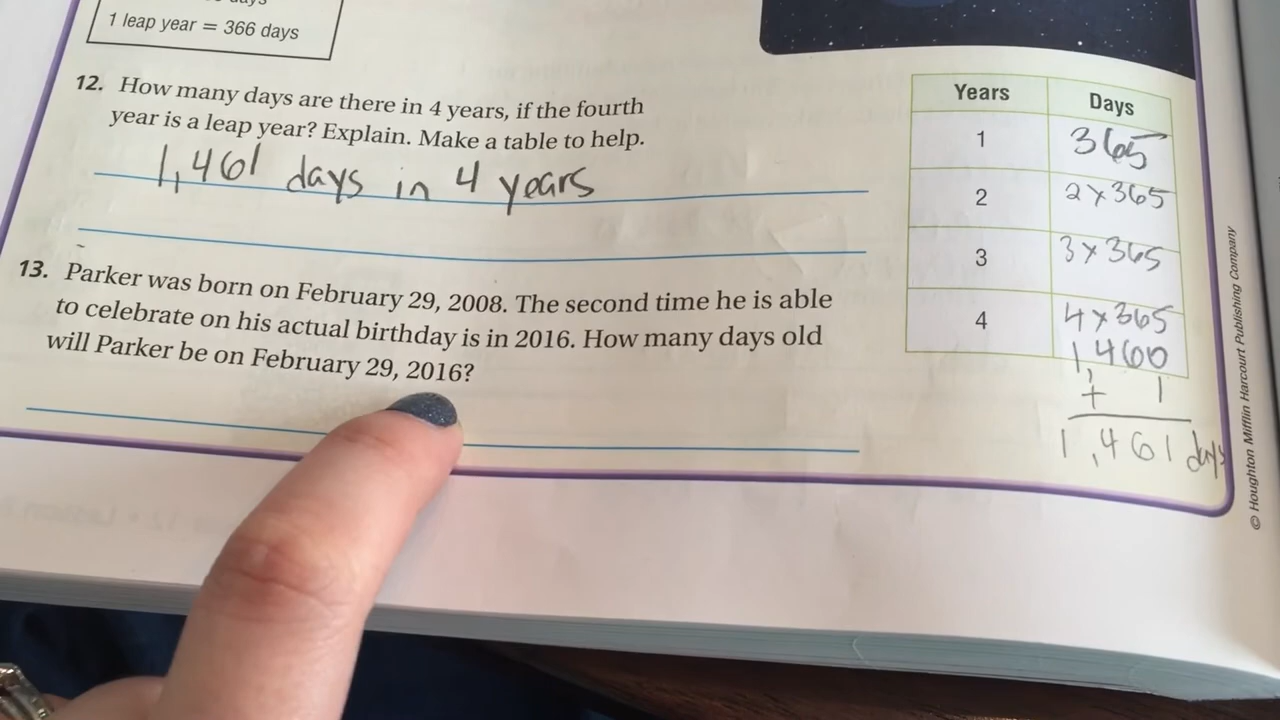 days
1 leap year = 366 days
12. How many days are there in 4 years, if the fourth
year is a leap year? Explain. Make a table to help.
1,461 days in 4 years
13. Parker was born on February 29, 2008. The second time he is able
to celebrate on his actual birthday is in 2016. How many days old
will Parker be on February 29, 2016?
Years Days
1 365
2 2x365
3 3x365
4 4x365
1,460
+ 1
1,461 days
© Houghton Mifflin Harcourt Publishing Company